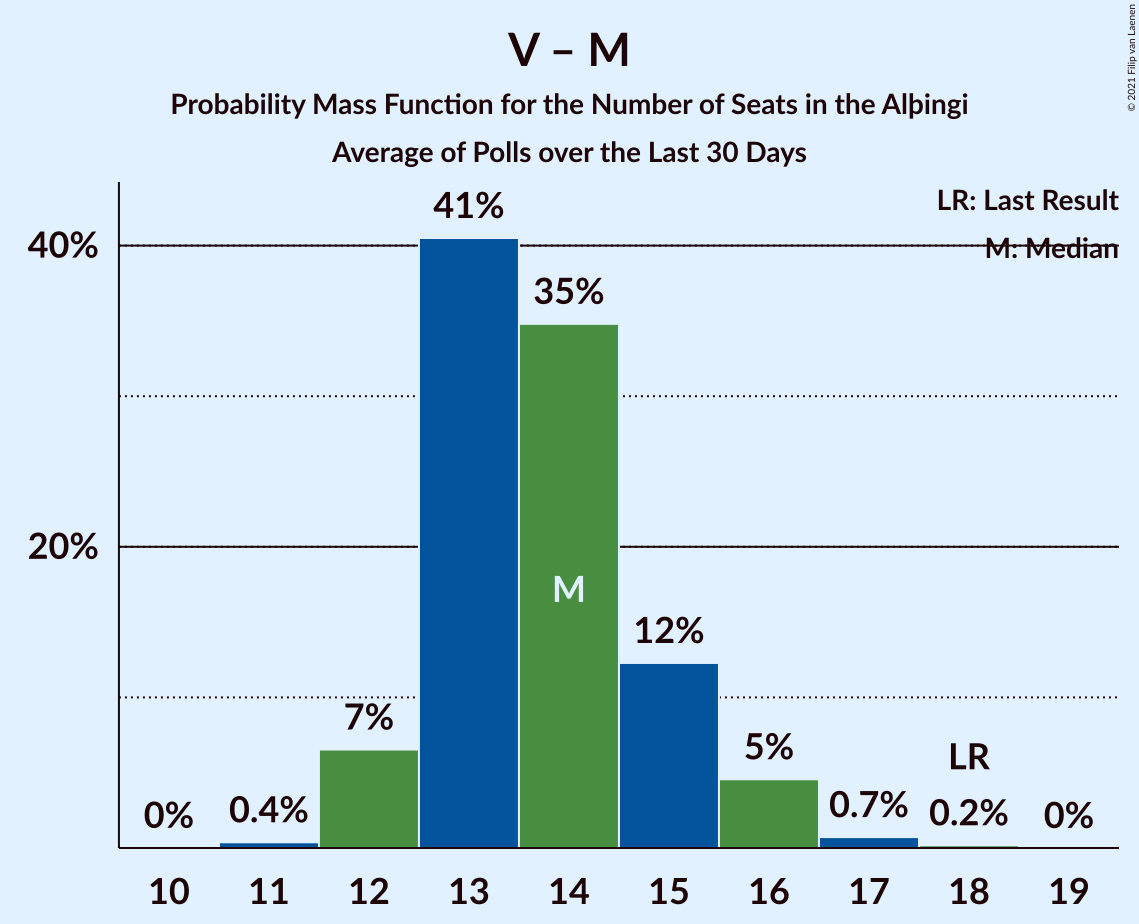 V – M
Probability Mass Function for the Number of Seats in the Alþingi
Average of Polls over the Last 30 Days
© 2021 Filip van Laenen
LR: Last Result
M: Median
40%
20%
41%
35%
M
12%
7%
5%
LR
0%
0.4%
0.7%
0.2%
0%
10 11 12 13 14 15 16 17 18 19